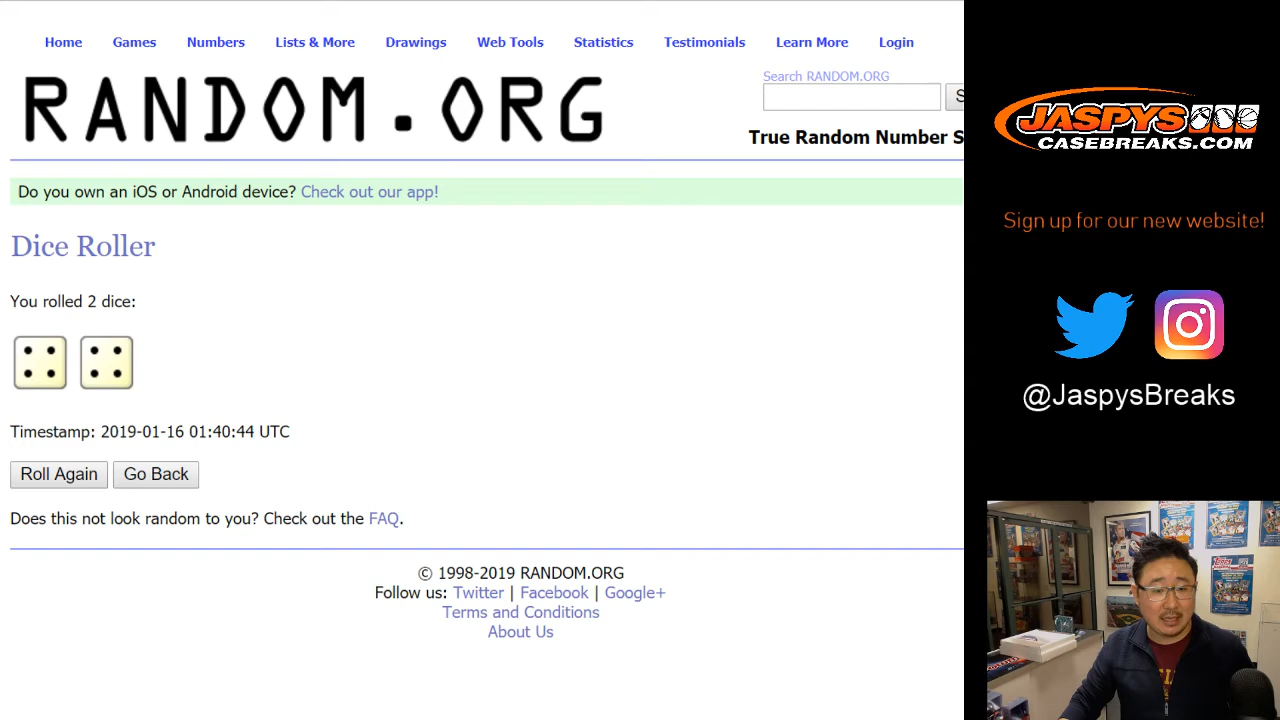 Home Games Numbers Lists & More Drawings Web Tools Statistics Testimonials Learn More Login
RANDOM.ORG
Search RANDOM.ORG
S
True Random Number S
Do you own an iOS or Android device? Check out our app!
Dice Roller
You rolled 2 dice:
Timestamp: 2019-01-16 01:40:44 UTC
Roll Again Go Back
Does this not look random to you? Check out the FAQ.
© 1998-2019 RANDOM.ORG
Follow us: Twitter | Facebook | Google+
Terms and Conditions
About Us
JASPYS
CASEBREAKS.COM
Sign up for our new website!
@JaspysBreaks